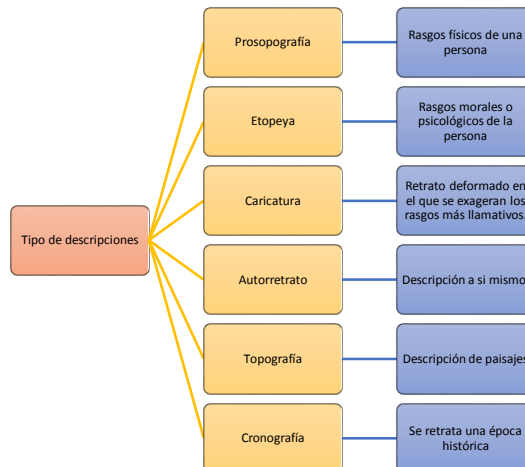 Tipo de descripciones
Prosopografía
Rasgos físicos de una
persona
Etopeya
Rasgos morales o
psicológicos de la
persona
Caricatura
Retrato deformado en
el que se exageran los
rasgos más llamativos.
Autorretrato
Descripción a si mismo
Topografía
Descripción de paisajes
Cronografía
Se retrata una época
histórica